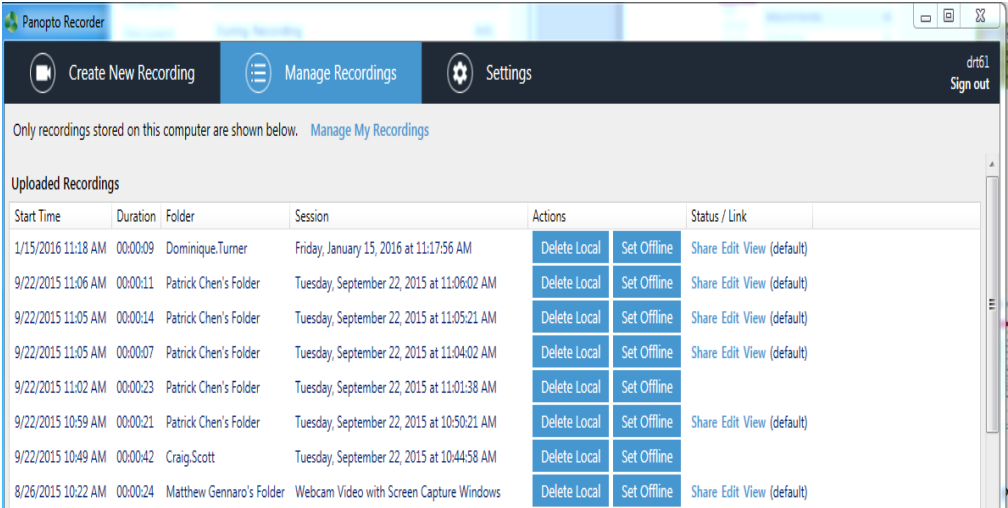 Panopto Recorder
Create New Recording Manage Recordings Settings drt61
Sign out
Only recordings stored on this computer are shown below. Manage My Recordings
Uploaded Recordings
Start Time Duration Folder Session Actions Status / Link
1/15/2016 11:18 AM 00:00:09 Dominique.Turner Friday, January 15, 2016 at 11:17:56 AM Delete Local Set Offline Share Edit View (default)
9/22/2015 11:06 AM 00:00:11 Patrick Chen's Folder Tuesday, September 22, 2015 at 11:06:02 AM Delete Local Set Offline Share Edit View (default)
9/22/2015 11:05 AM 00:00:14 Patrick Chen's Folder Tuesday, September 22, 2015 at 11:05:21 AM Delete Local Set Offline Share Edit View (default)
9/22/2015 11:05 AM 00:00:07 Patrick Chen's Folder Tuesday, September 22, 2015 at 11:04:02 AM Delete Local Set Offline Share Edit View (default)
9/22/2015 11:02 AM 00:00:23 Patrick Chen's Folder Tuesday, September 22, 2015 at 11:01:38 AM Delete Local Set Offline
9/22/2015 10:59 AM 00:00:21 Patrick Chen's Folder Tuesday, September 22, 2015 at 10:50:21 AM Delete Local Set Offline Share Edit View (default)
9/22/2015 10:49 AM 00:00:42 Craig.Scott Tuesday, September 22, 2015 at 10:44:58 AM Delete Local Set Offline
8/26/2015 10:22 AM 00:00:24 Matthew Gennaro's Folder Webcam Video with Screen Capture Windows Delete Local Set Offline Share Edit View (default)